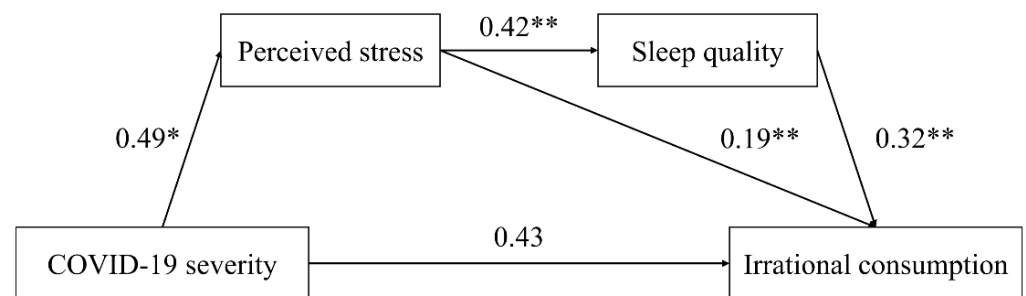 0.42**
Perceived stress
Sleep quality
0.49*
0.19**
0.32**
0.43
COVID-19 severity
Irrational consumption